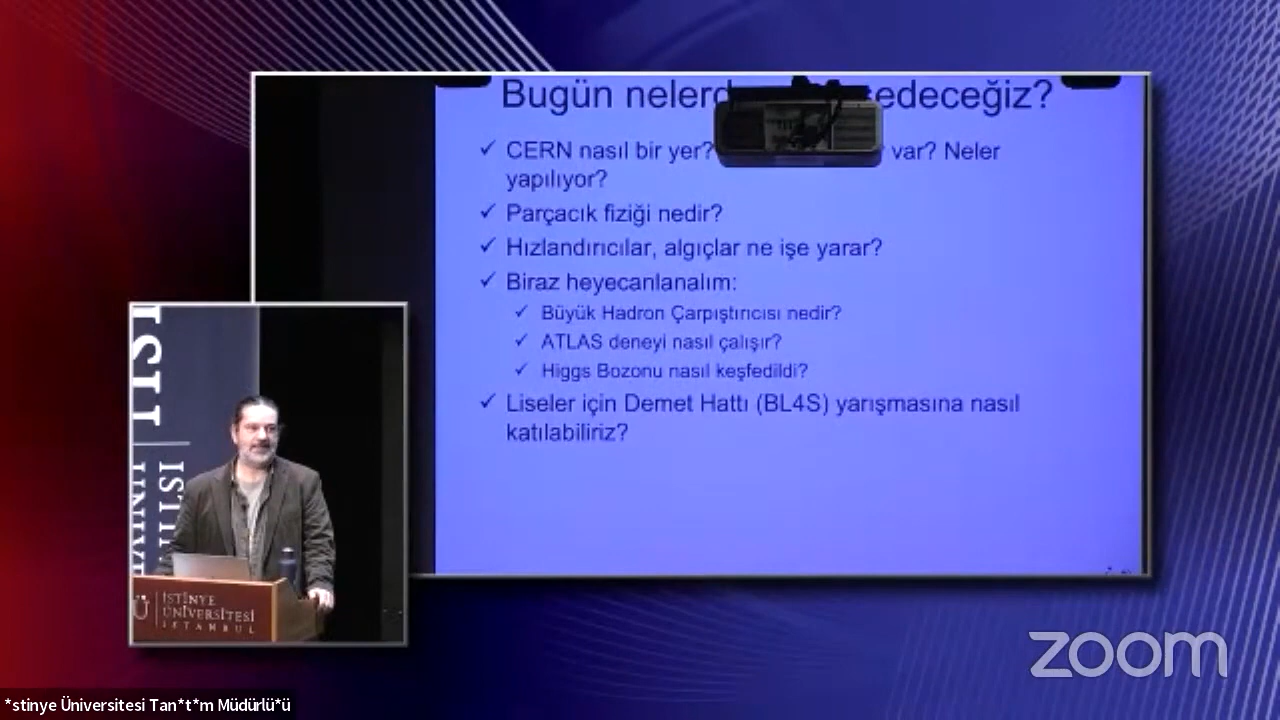 Bugün nelerd edeceğiz?
✓ CERN nasıl bir yer? var? Neler
yapılıyor?
✓ Parçacık fiziği nedir?
✓ Hızlandırıcılar, algıçlar ne işe yarar?
✓ Biraz heyecanlanalım:
✓ Büyük Hadron Çarpıştırıcısı nedir?
✓ ATLAS deneyi nasıl çalışır?
✓ Higgs Bozonu nasıl keşfedildi?
✓ Liseler için Demet Hattı (BL4S) yarışmasına nasıl
katılabiliriz?
İSTİNYE
ÜNİVERSİTESİ
İSTANBUL
zoom
*stinye Üniversitesi Tan*t*m Müdürlü*ü